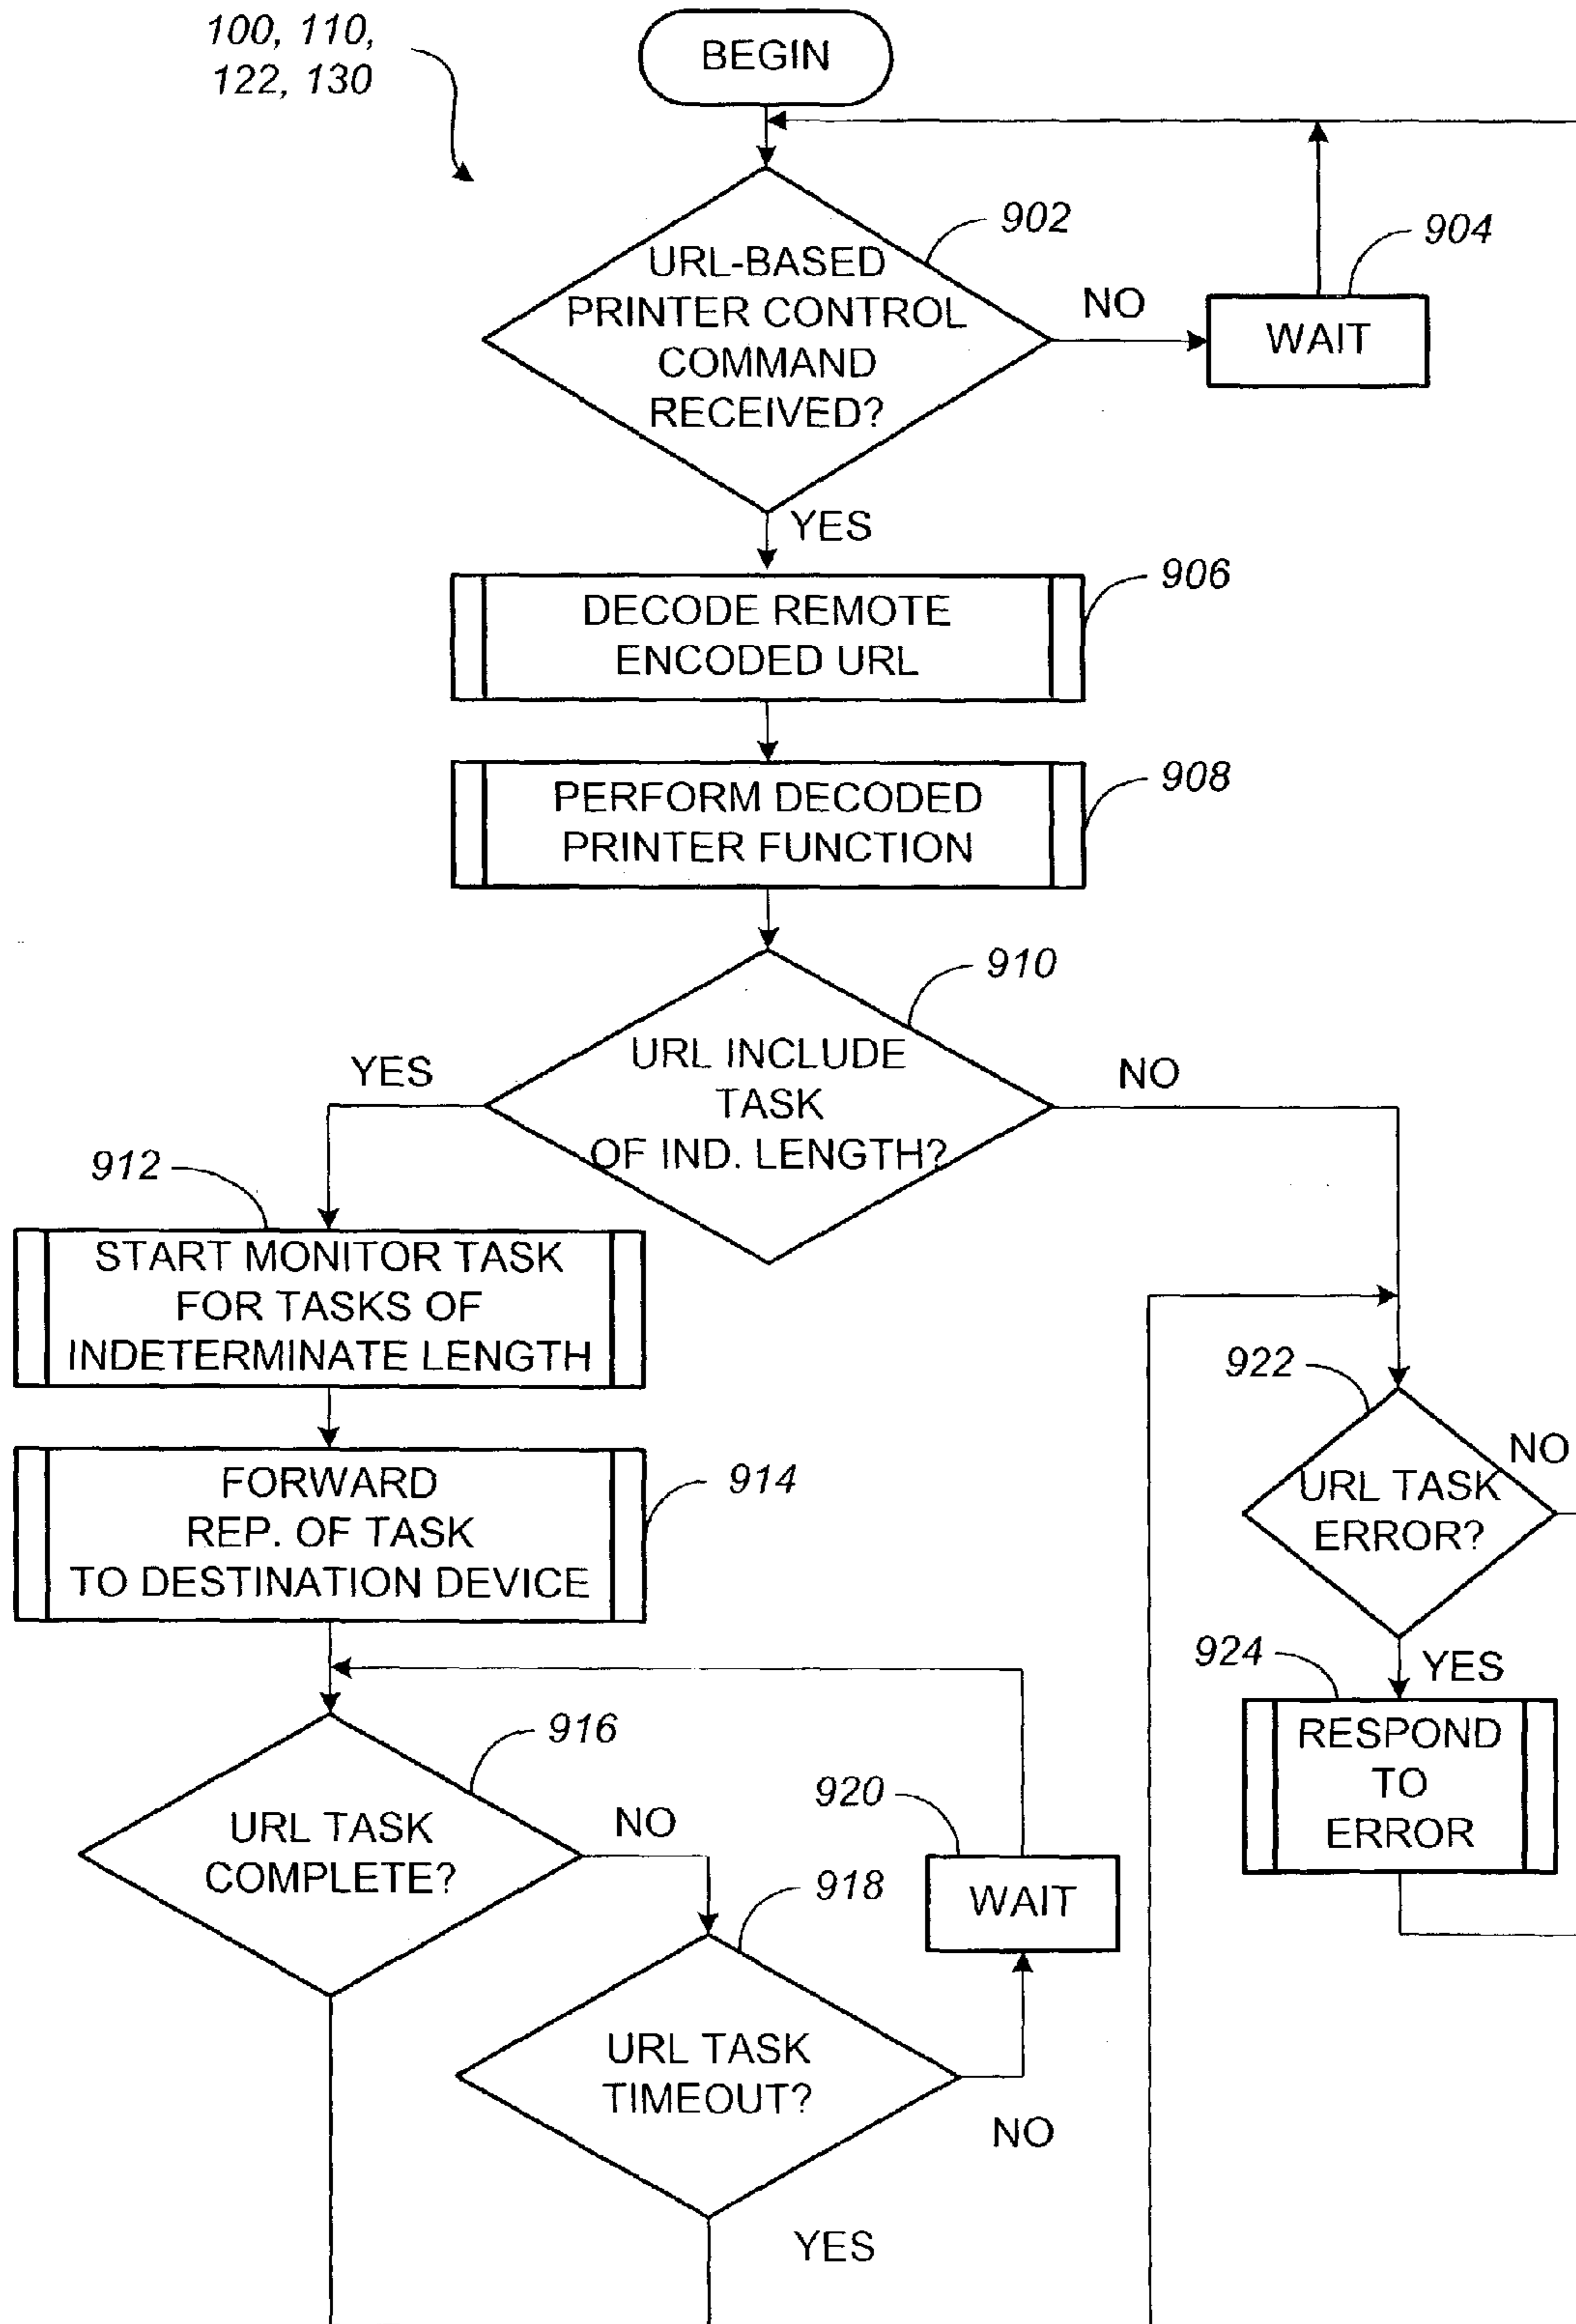 100, 110,
122, 130
BEGIN
902
URL-BASED
PRINTER CONTROL
COMMAND
RECEIVED?
NO
904
WAIT
YES
906
DECODE REMOTE
ENCODED URL
908
PERFORM DECODED
PRINTER FUNCTION
910
URL INCLUDE
TASK
OF IND. LENGTH?
YES
NO
912
START MONITOR TASK
FOR TASKS OF
INDETERMINATE LENGTH
914
FORWARD
REP. OF TASK
TO DESTINATION DEVICE
916
URL TASK
COMPLETE?
NO
918
URL TASK
TIMEOUT?
NO
YES
920
WAIT
922
URL TASK
ERROR?
NO
YES
924
RESPOND
TO
ERROR